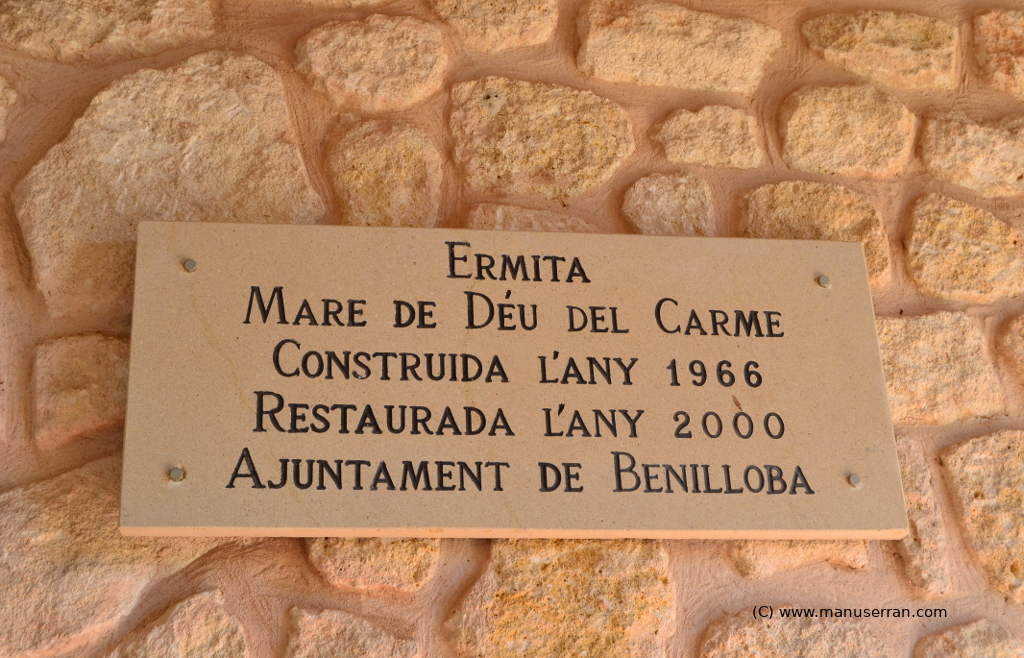 ERMITA
MARE DE DÉU DEL CARME
CONSTRUIDA L'ANY 1966
RESTAURADA L'ANY 2000
AJUNTAMENT DE BENILLOBA
(C) www.manuserran.com